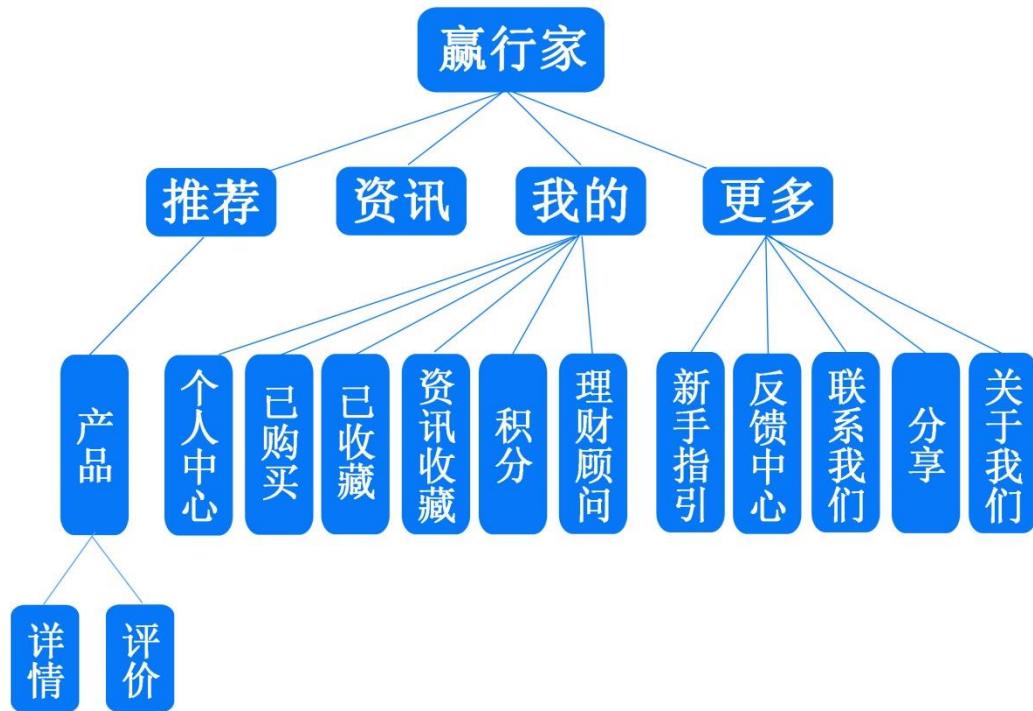 赢行家
推荐
资讯
我的
更多
产品
个人中心
已购买
已收藏
资讯收藏
积分
理财顾问
新手指引
反馈中心
联系我们
分享
关于我们
详情
评价